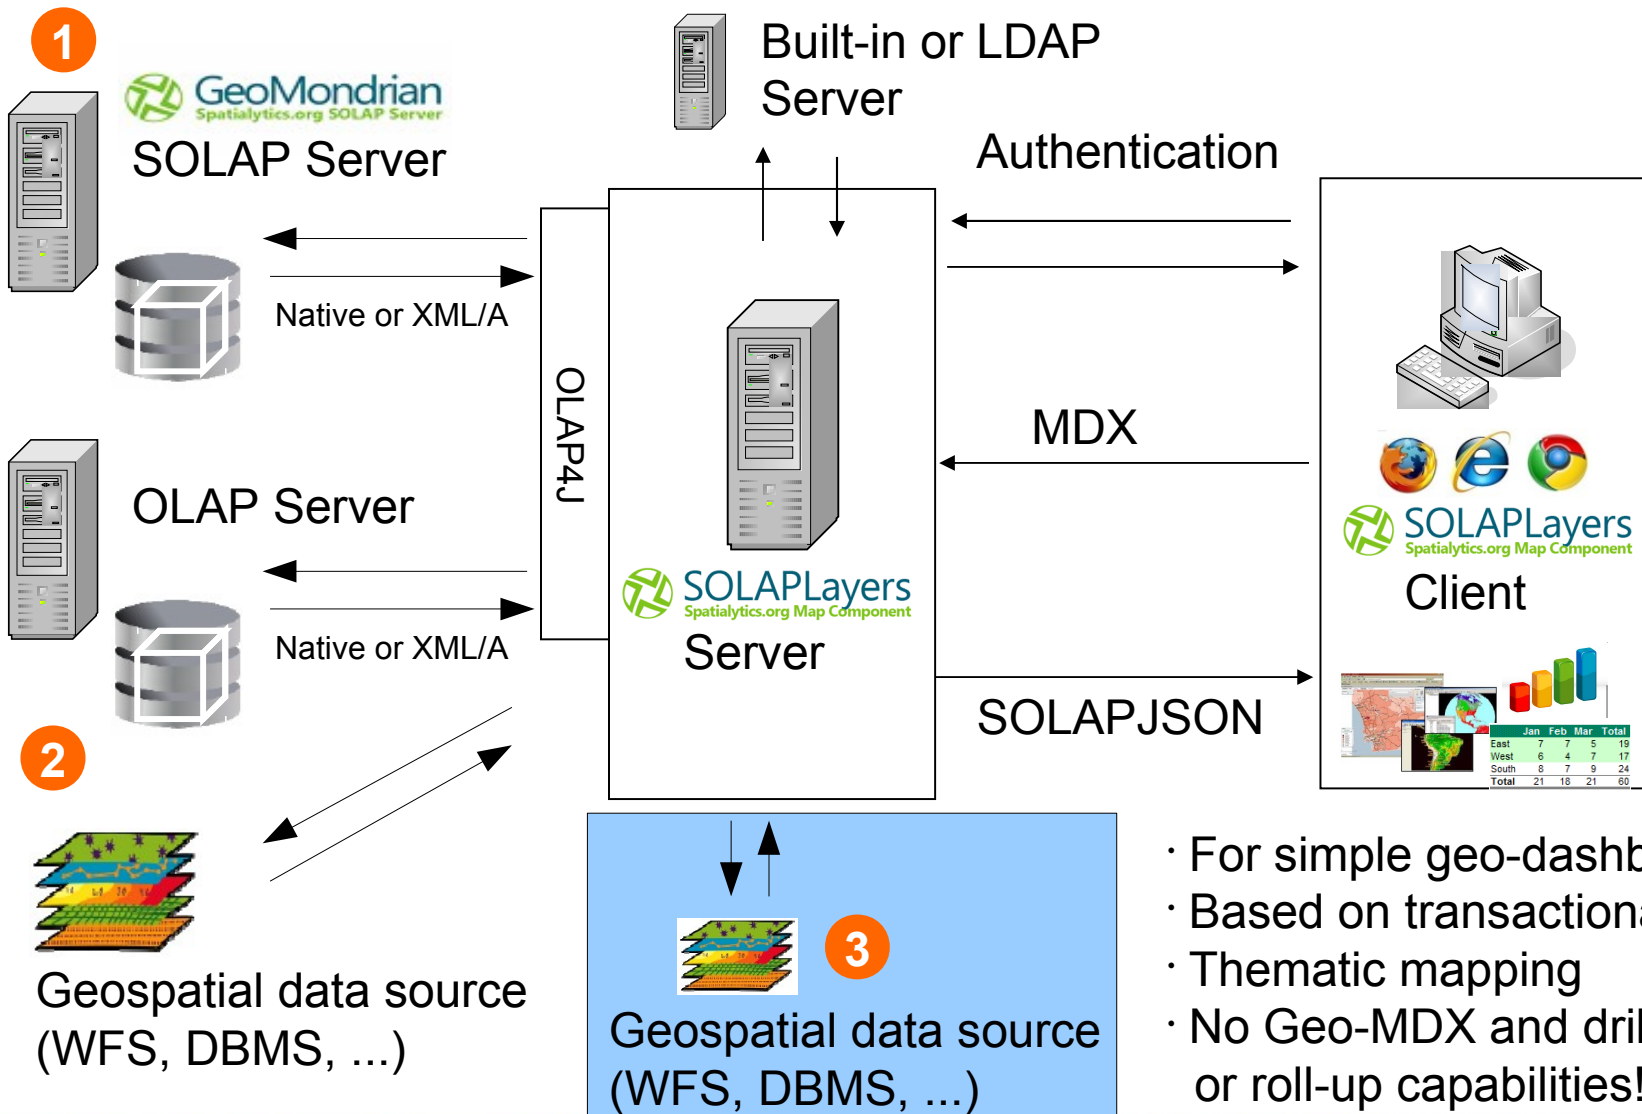 1
GeoMondrian
Spatialytics.org SOLAP Server
SOLAP Server
Native or XML/A
OLAP Server
Native or XML/A
2
Geospatial data source
(WFS, DBMS, ...)
Built-in or LDAP
Server
OLAP4J
SOLAPLayers
Spatialytics.org Map Component
Server
3
Geospatial data source
(WFS, DBMS, ...)
Authentication
MDX
SOLAPJSON
SOLAPLayers
Spatialytics.org Map Component
Client
Jan Feb Mar Total
East 7 7 5 19
West 6 4 7 17
South 8 7 9 24
Total 21 18 21 60
· For simple geo-dashb
· Based on transactiona
· Thematic mapping
· No Geo-MDX and dril
or roll-up capabilities!